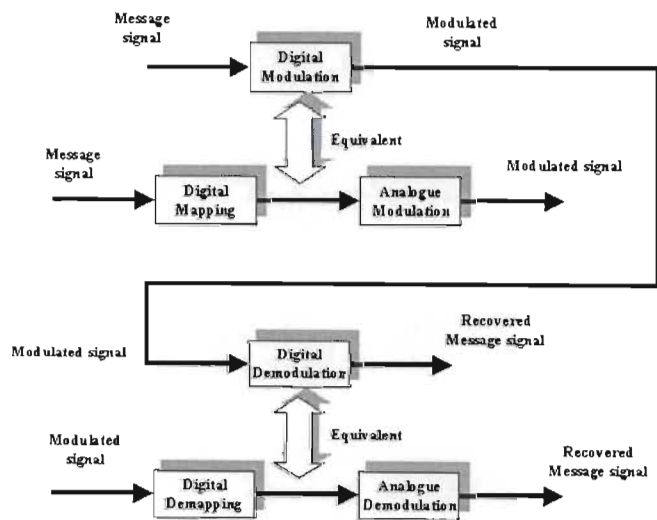 Message
signal
Modulated
signal
Digital
Modulation
Equivalent
Message
signal
Modulated signal
Digital
Mapping
Analogue
Modulation
Recovered
Message signal
Modulated signal
Digital
Demodulation
Modulated
signal
Equivalent
Recovered
Message signal
Digital
Demapping
Analogue
Demodulation